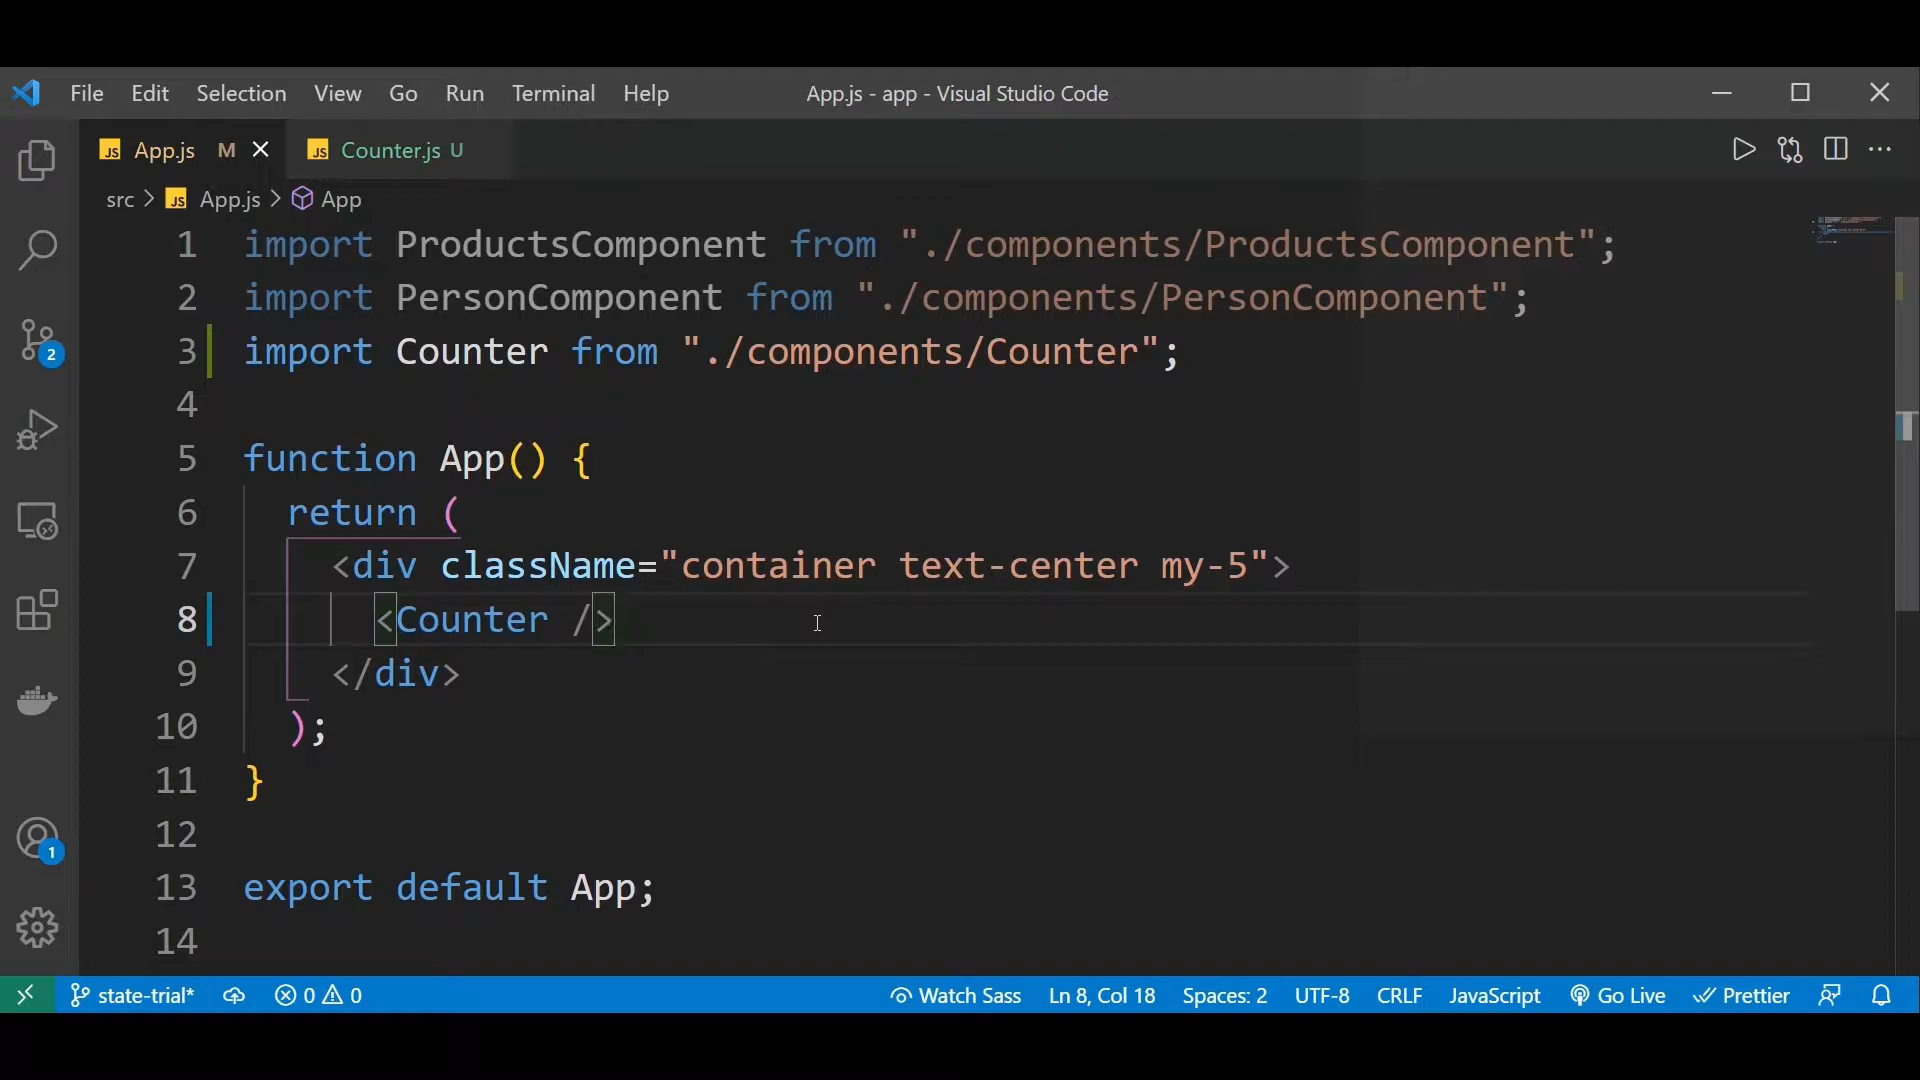 File Edit Selection View Go Run Terminal Help App.js - app - Visual Studio Code
JS App.js M JS Counter.js U
src > JS App.js > App
1 import ProductsComponent from "./components/ProductsComponent";
2 import PersonComponent from "./components/PersonComponent";
3 import Counter from "./components/Counter";
4
5 function App() {
6 return (
7 <div className="container text-center my-5">
8 <Counter />
9 </div>
10 );
11 }
12
13 export default App;
14
2
1
state-trial* 0 0 Watch Sass Ln 8, Col 18 Spaces: 2 UTF-8 CRLF JavaScript Go Live Prettier